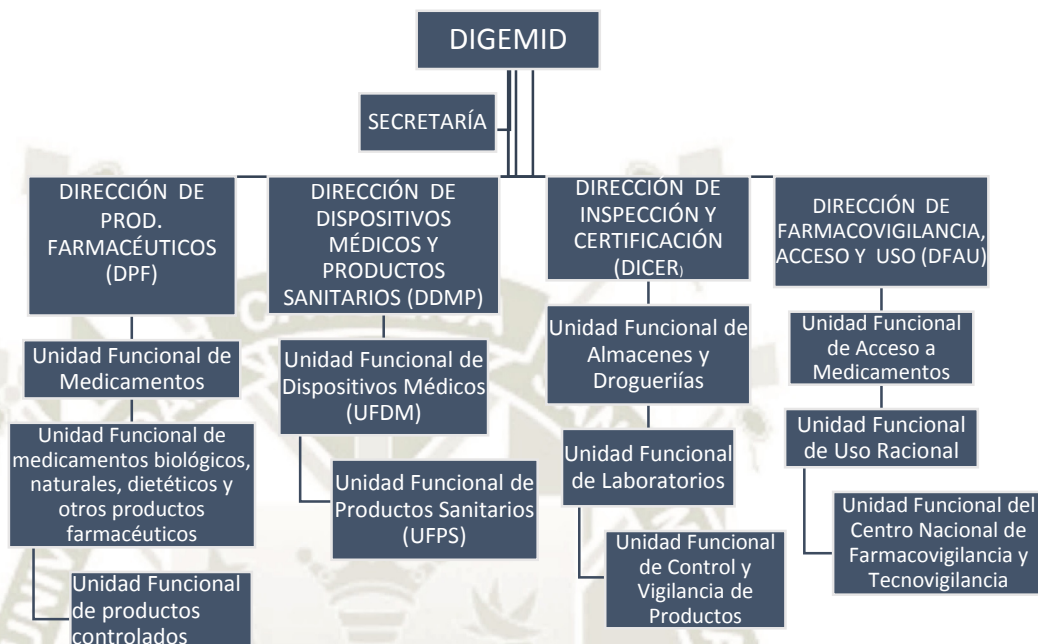 DIGEMID
SECRETARÍA
DIRECCIÓN DE
PROD.
FARMACÉUTICOS
(DPF)
Unidad Funcional de
Medicamentos
Unidad Funcional de
medicamentos biológicos,
naturales, dietéticos y
otros productos
farmacéuticos
Unidad Funcional
de productos
controlados
DIRECCIÓN DE
DISPOSITIVOS
MÉDICOS Y
PRODUCTOS
SANITARIOS (DDMP)
Unidad Funcional de
Dispositivos Médicos
(UFDM)
Unidad Funcional de
Productos Sanitarios
(UFPS)
DIRECCIÓN DE
INSPECCIÓN Y
CERTIFICACIÓN
(DICER)
Unidad Funcional de
Almacenes y
Drogueriías
Unidad Funcional
de Laboratorios
Unidad Funcional
de Control y
Vigilancia de
Productos
DIRECCIÓN DE
FARMACOVIGILANCIA,
ACCESO Y USO (DFAU)
Unidad Funcional
de Acceso a
Medicamentos
Unidad Funcional
de Uso Racional
Unidad Funcional del
Centro Nacional de
Farmacovigilancia y
Tecnovigilancia